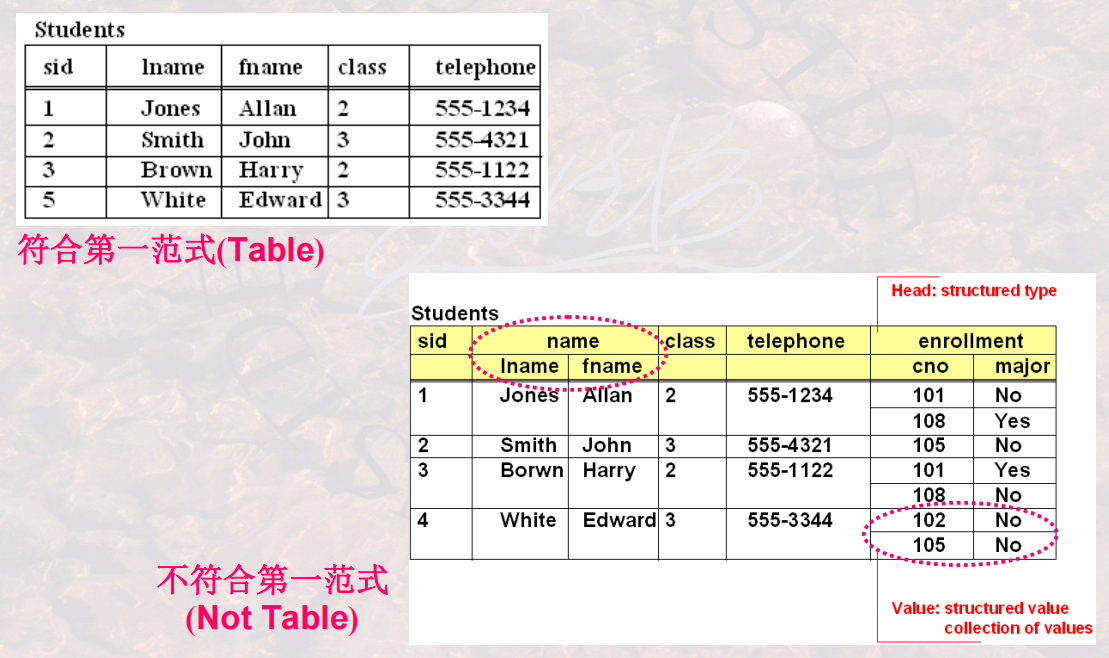 Students
sid lname fname class telephone
1 Jones Allan 2 555-1234
2 Smith John 3 555-4321
3 Brown Harry 2 555-1122
5 White Edward 3 555-3344
符合第一范式(Table)
Head: structured type
Students
sid name class telephone enrollment
lname fname cno major
1 Jones Allan 2 555-1234 101 No
108 Yes
2 Smith John 3 555-4321 105 No
3 Borwn Harry 2 555-1122 101 Yes
108 No
4 White Edward 3 555-3344 102 No
105 No
不符合第一范式
(Not Table)
Value: structured value
collection of values